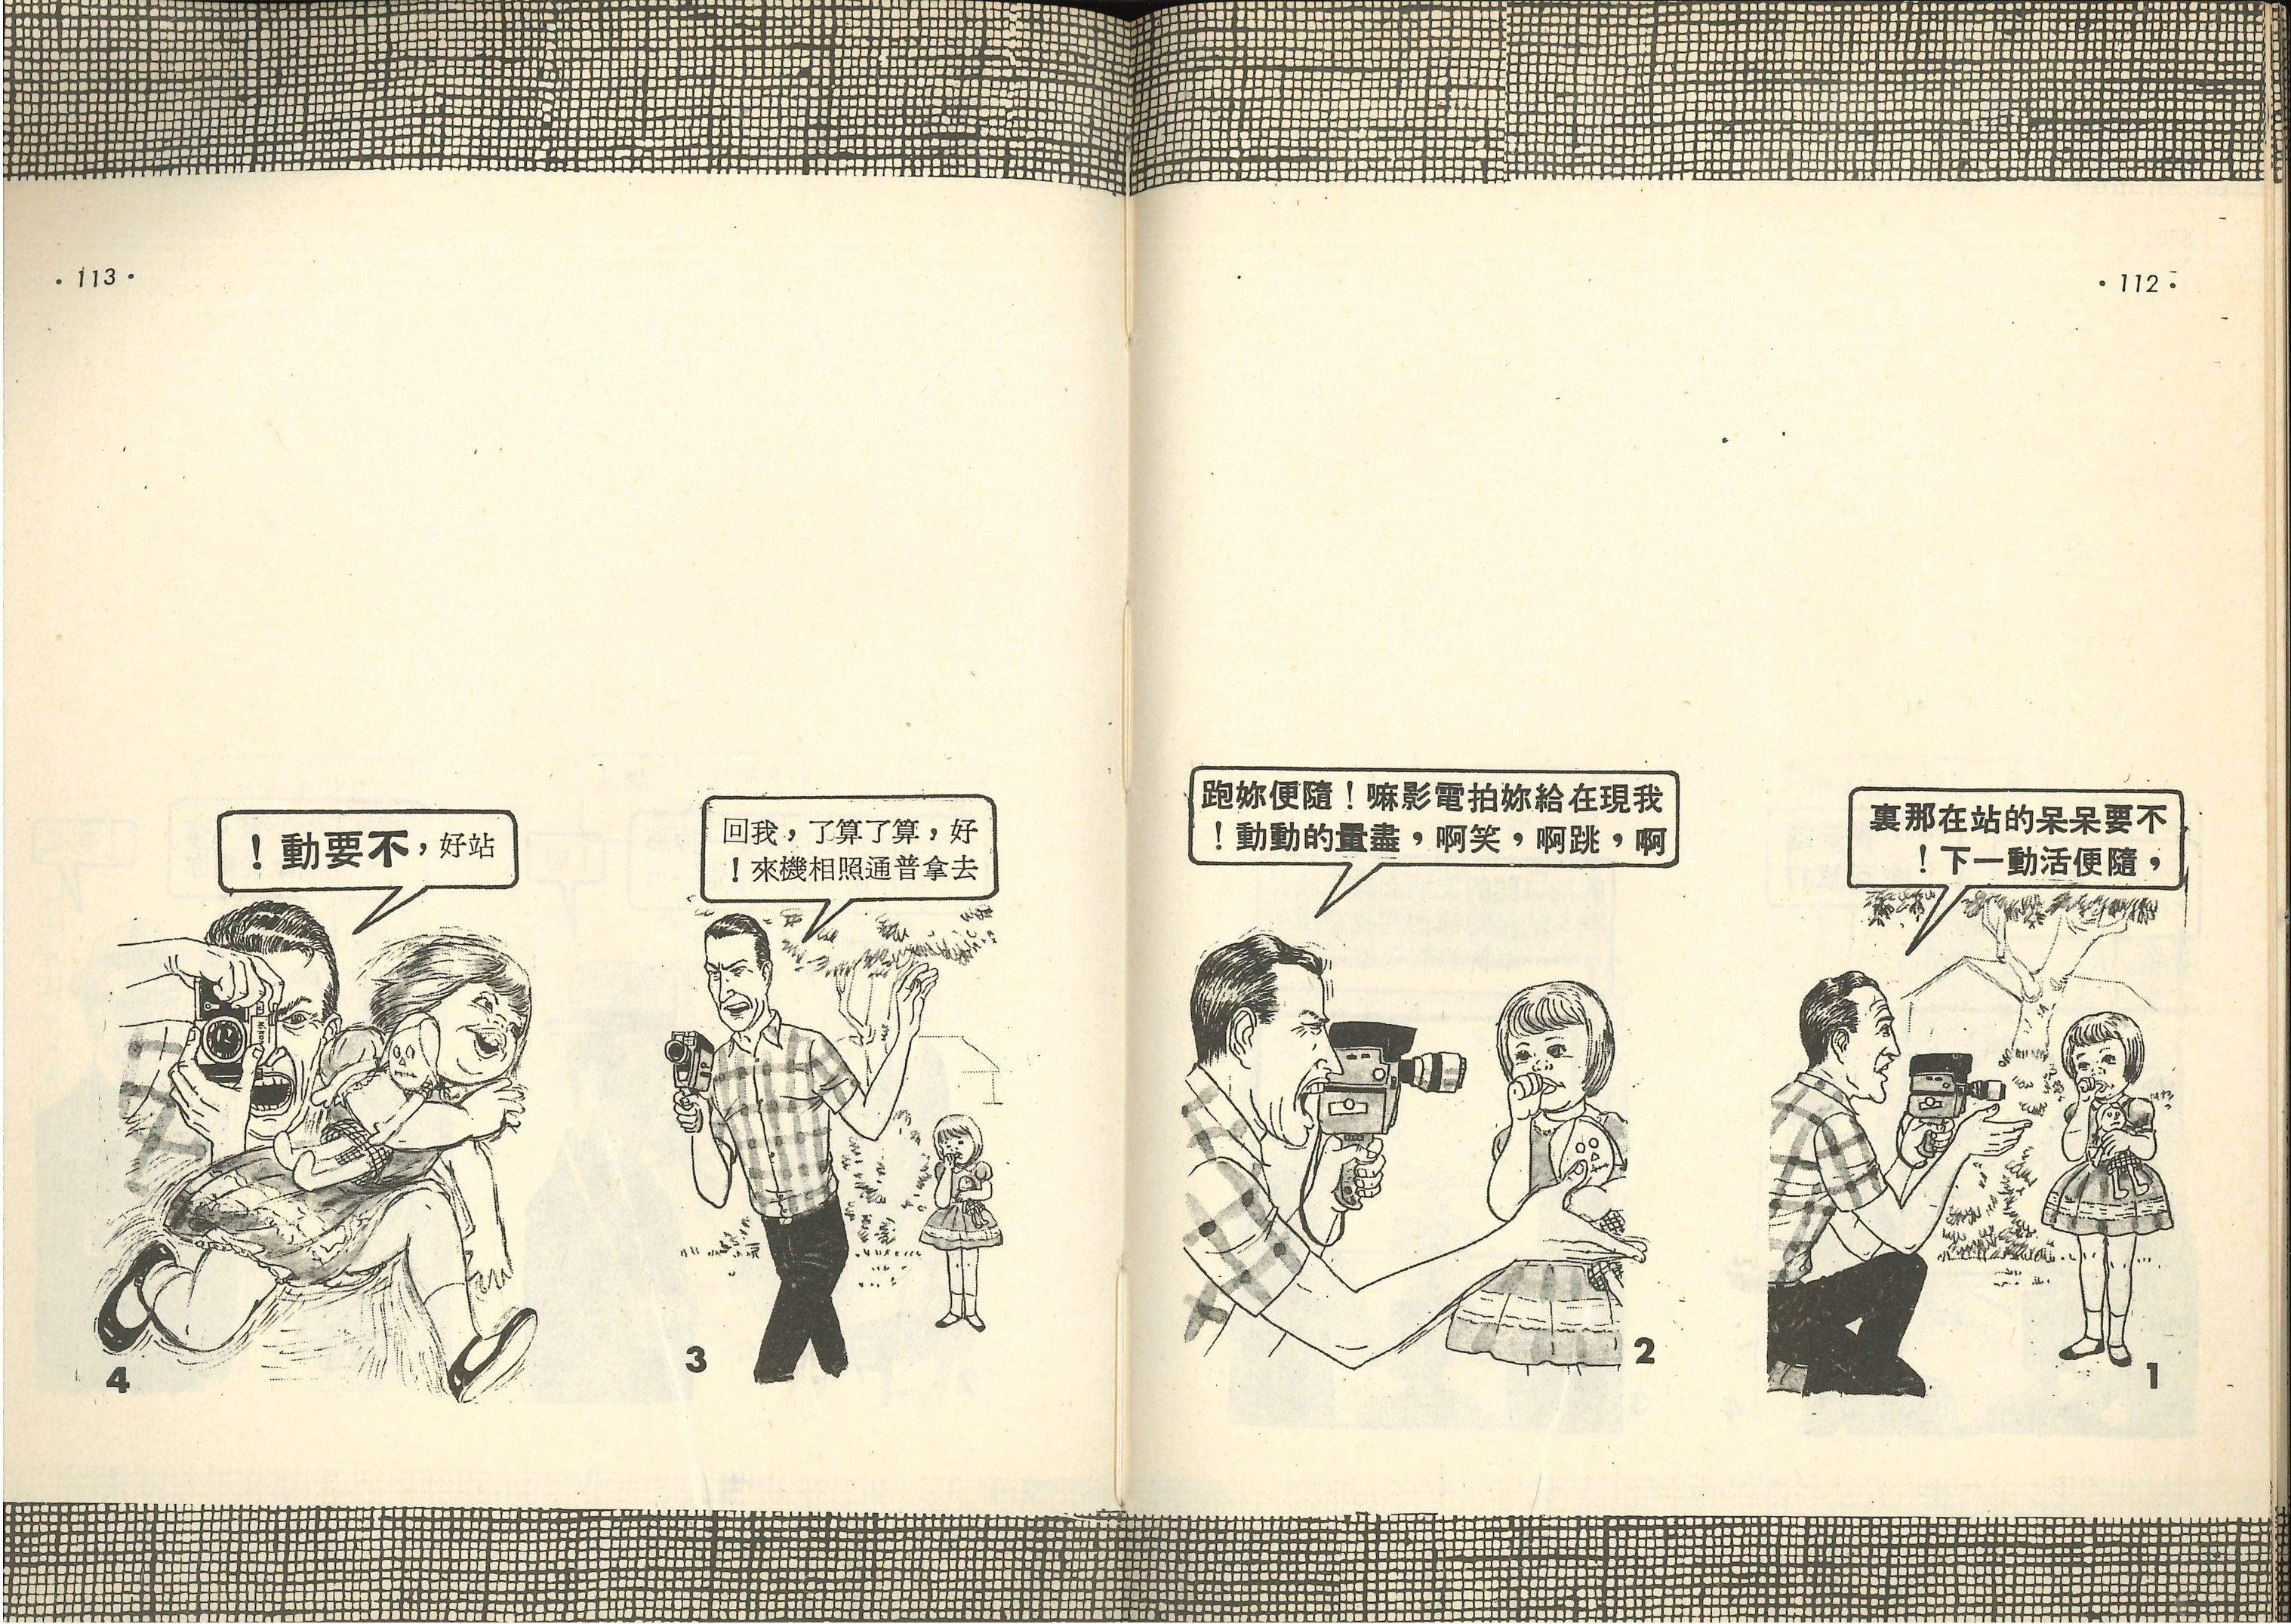 ·112·
不要呆呆的站在那裏
，隨便活動一下！
1
我現在給妳拍電影嘛！隨便妳跑
啊，跳啊，笑啊，盡量的動動！
2
·113·
好，算了算了，我回
去拿普通照相機來！
3
站好，不要動！
4